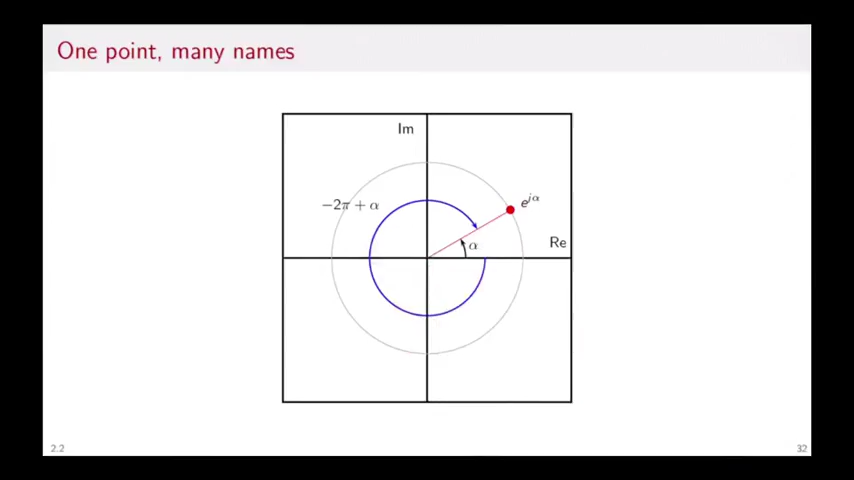 One point, many names
Im
−2π + α
e^{jα}
Re
α
2.2
32